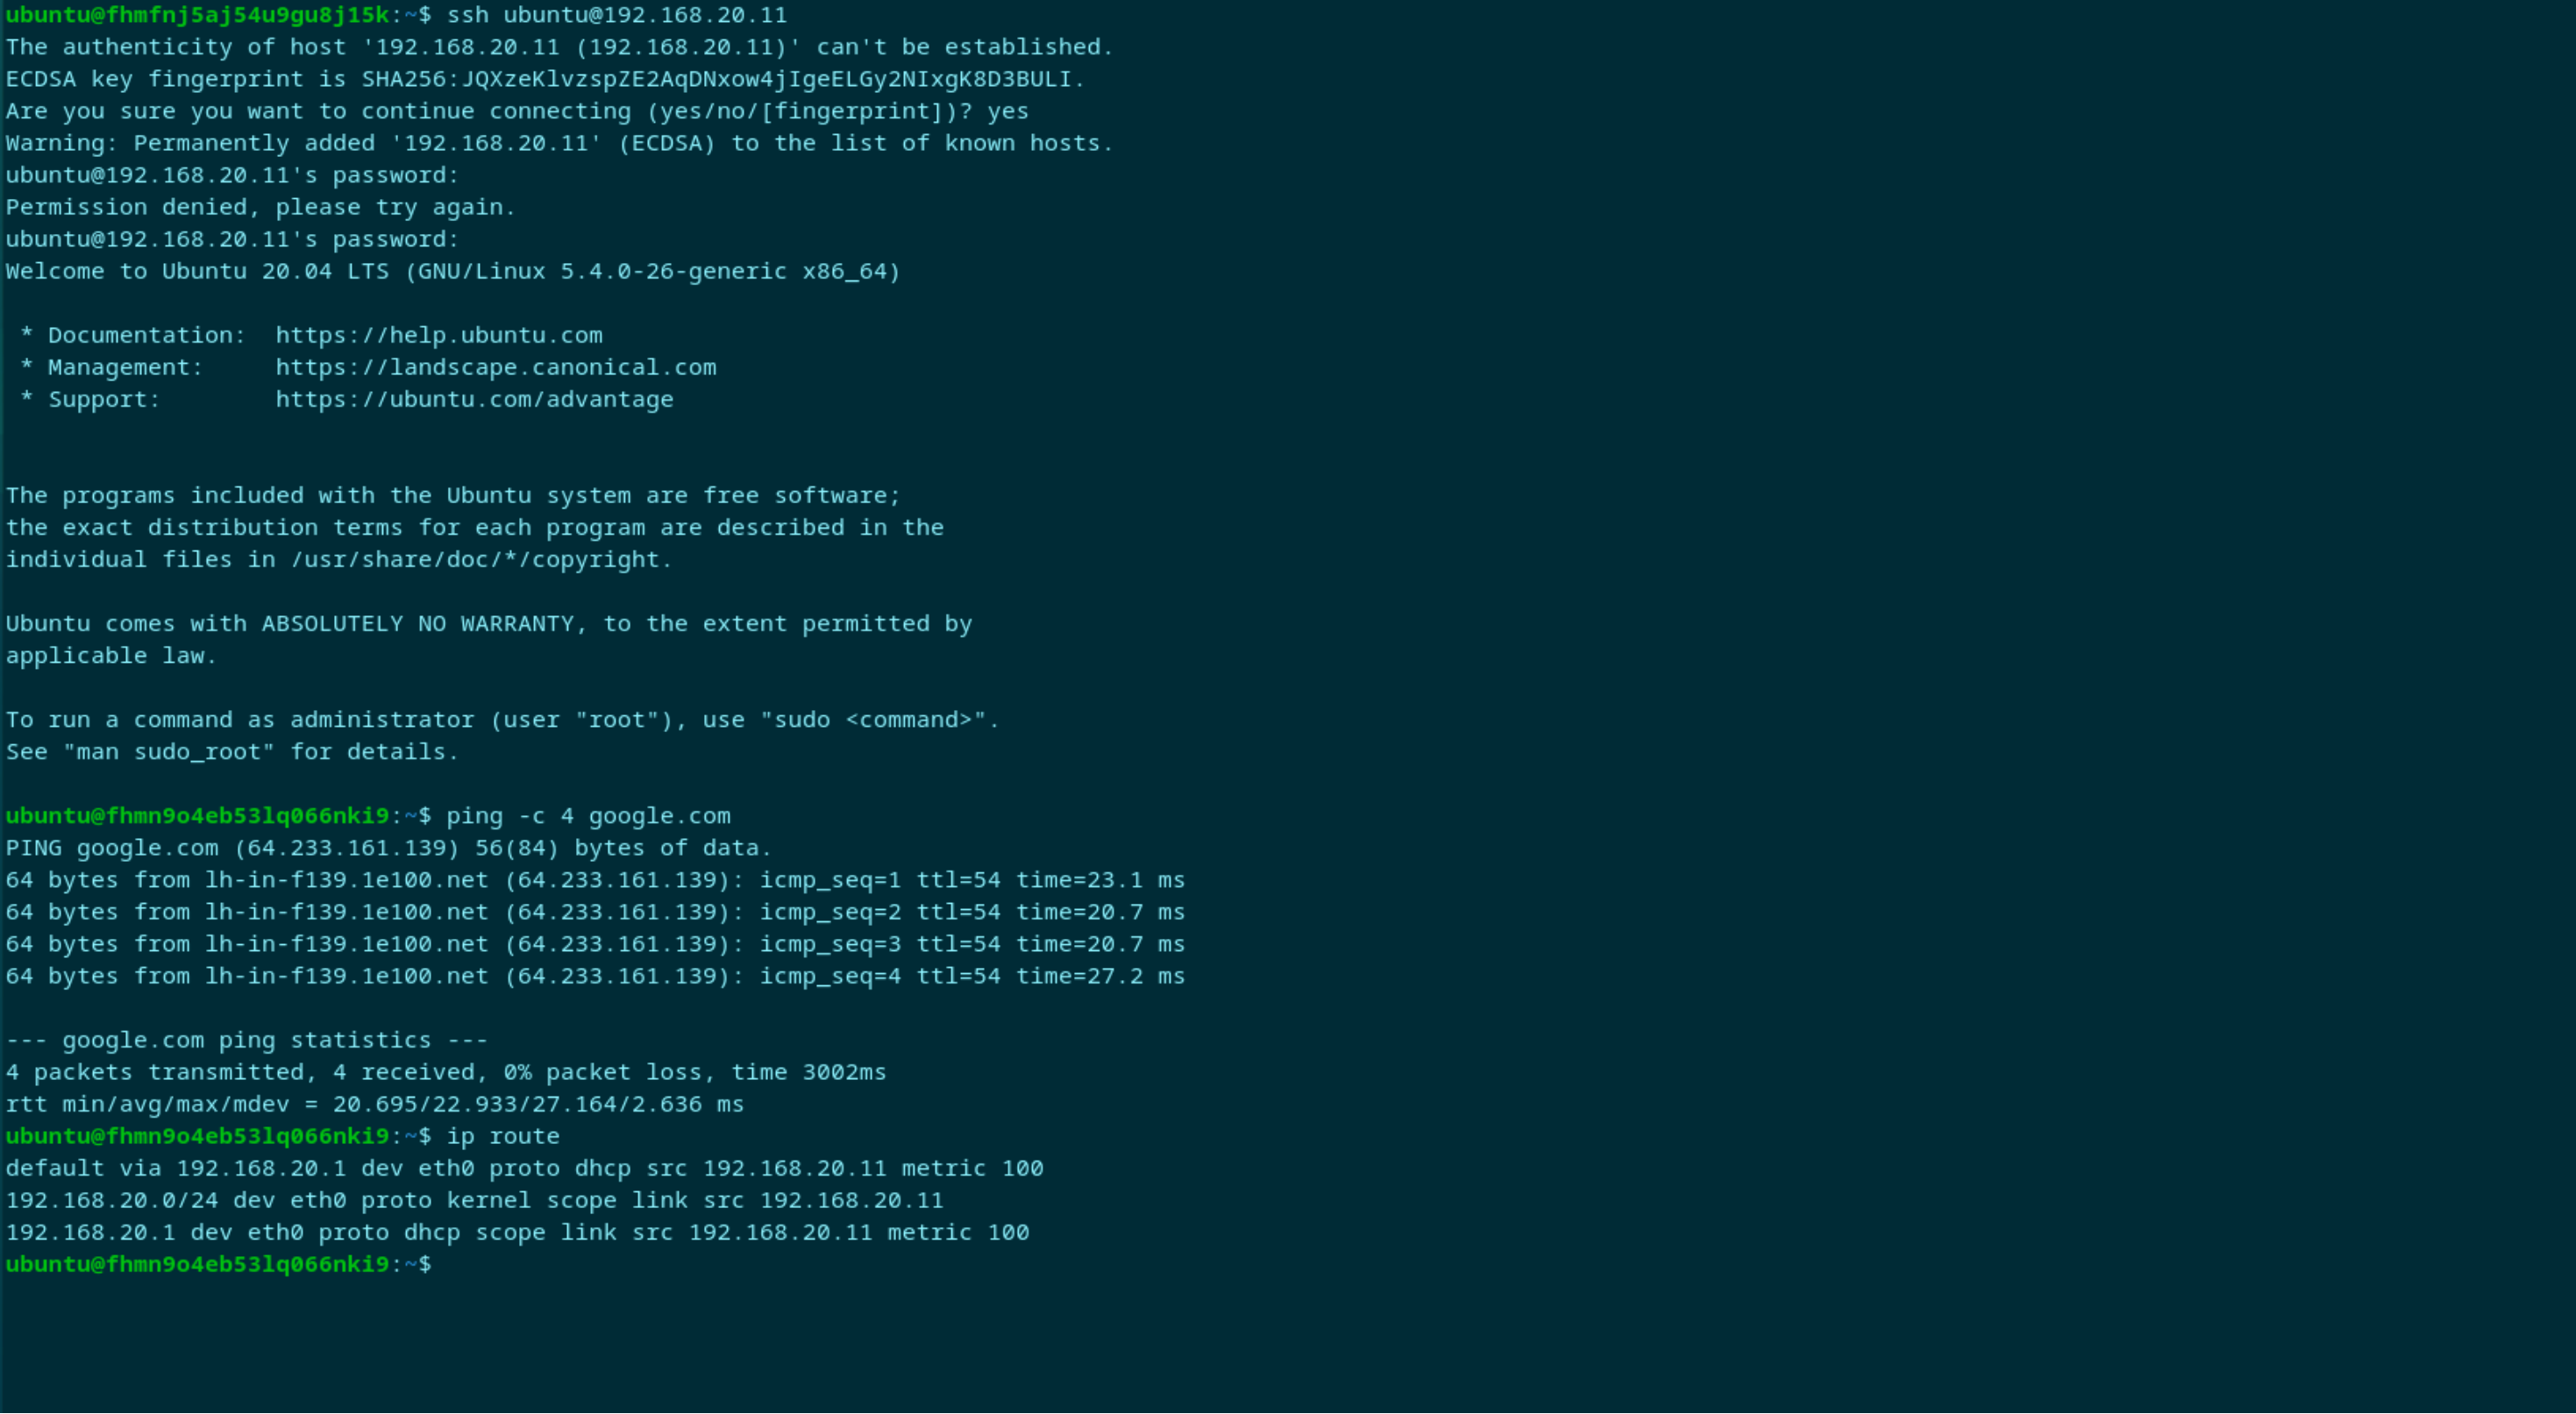 ubuntu@fhmfnj5aj54u9gu8j15k:~$ ssh ubuntu@192.168.20.11
The authenticity of host '192.168.20.11 (192.168.20.11)' can't be established.
ECDSA key fingerprint is SHA256:JQXzeKlvzspZE2AqDNxow4jIgeELGy2NIxgK8D3BULI.
Are you sure you want to continue connecting (yes/no/[fingerprint])? yes
Warning: Permanently added '192.168.20.11' (ECDSA) to the list of known hosts.
ubuntu@192.168.20.11's password:
Permission denied, please try again.
ubuntu@192.168.20.11's password:
Welcome to Ubuntu 20.04 LTS (GNU/Linux 5.4.0-26-generic x86_64)
* Documentation:  https://help.ubuntu.com
* Management:     https://landscape.canonical.com
* Support:        https://ubuntu.com/advantage
The programs included with the Ubuntu system are free software;
the exact distribution terms for each program are described in the
individual files in /usr/share/doc/*/copyright.
Ubuntu comes with ABSOLUTELY NO WARRANTY, to the extent permitted by
applicable law.
To run a command as administrator (user "root"), use "sudo <command>".
See "man sudo_root" for details.
ubuntu@fhmn9o4eb53lq066nki9:~$ ping -c 4 google.com
PING google.com (64.233.161.139) 56(84) bytes of data.
64 bytes from lh-in-f139.1e100.net (64.233.161.139): icmp_seq=1 ttl=54 time=23.1 ms
64 bytes from lh-in-f139.1e100.net (64.233.161.139): icmp_seq=2 ttl=54 time=20.7 ms
64 bytes from lh-in-f139.1e100.net (64.233.161.139): icmp_seq=3 ttl=54 time=20.7 ms
64 bytes from lh-in-f139.1e100.net (64.233.161.139): icmp_seq=4 ttl=54 time=27.2 ms
--- google.com ping statistics ---
4 packets transmitted, 4 received, 0% packet loss, time 3002ms
rtt min/avg/max/mdev = 20.695/22.933/27.164/2.636 ms
ubuntu@fhmn9o4eb53lq066nki9:~$ ip route
default via 192.168.20.1 dev eth0 proto dhcp src 192.168.20.11 metric 100
192.168.20.0/24 dev eth0 proto kernel scope link src 192.168.20.11
192.168.20.1 dev eth0 proto dhcp scope link src 192.168.20.11 metric 100
ubuntu@fhmn9o4eb53lq066nki9:~$